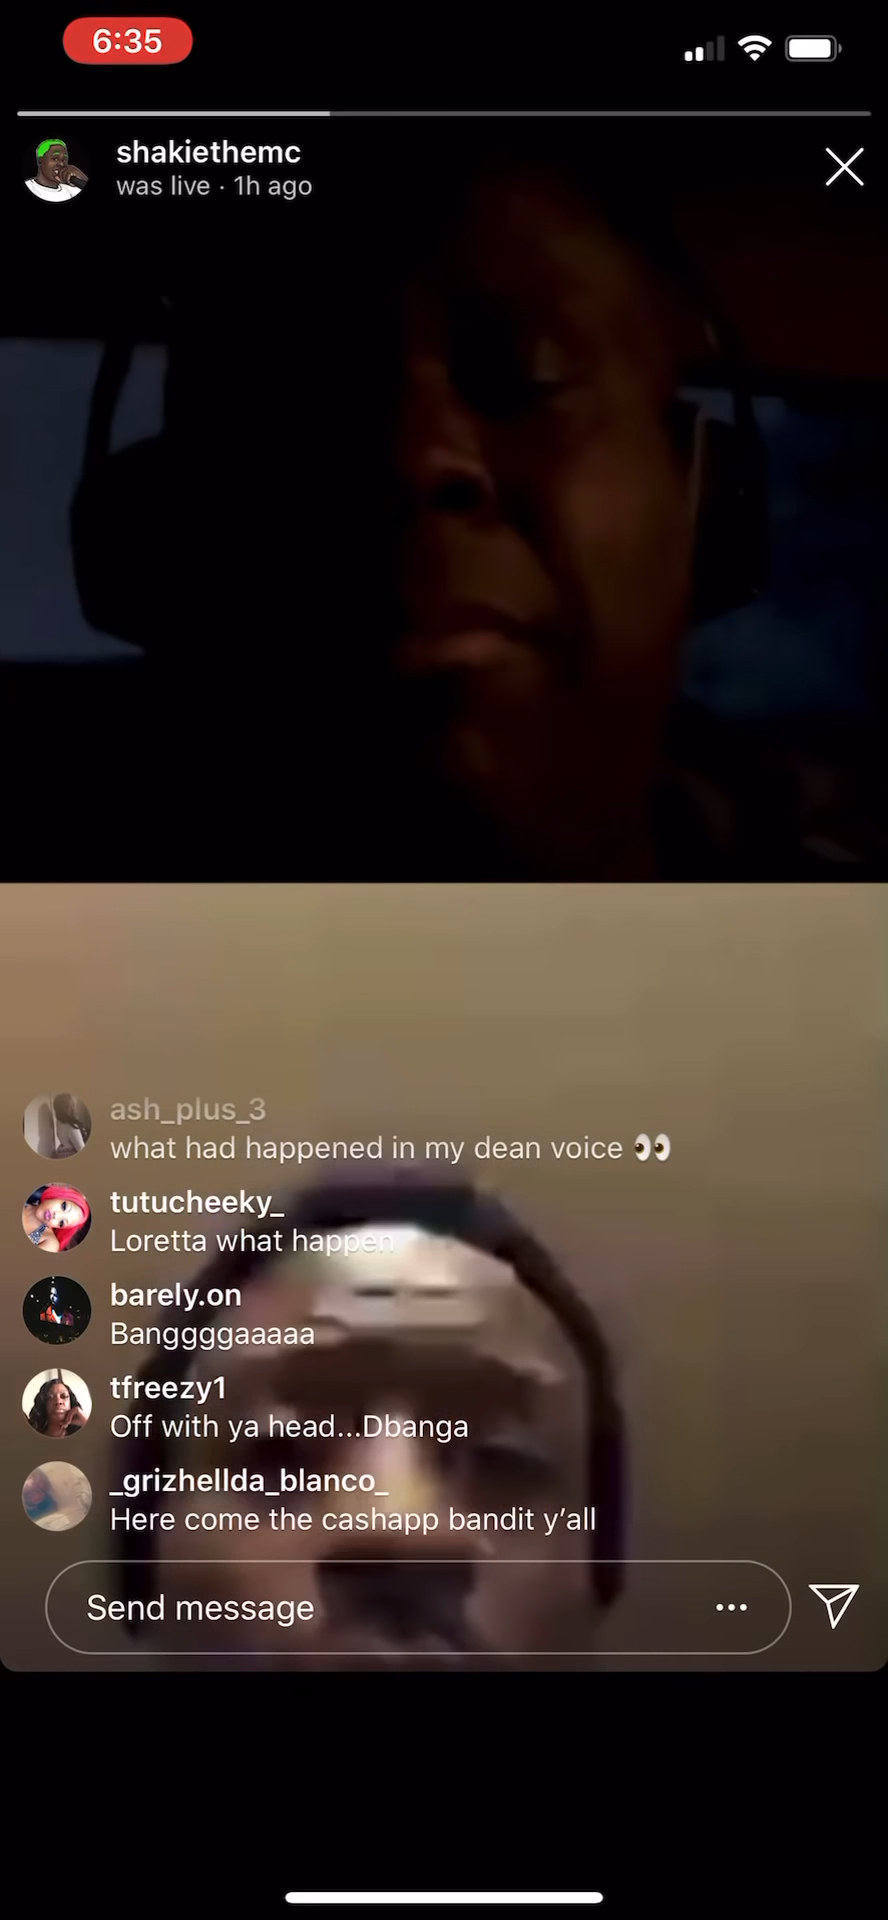 6:35
shakiethemc
was live · 1h ago
ash_plus_3
what had happened in my dean voice 👀
tutucheeky_
Loretta what happen
barely.on
Banggggaaaaa
tfreezy1
Off with ya head...Dbanga
_grizhellda_blanco_
Here come the cashapp bandit y’all
Send message